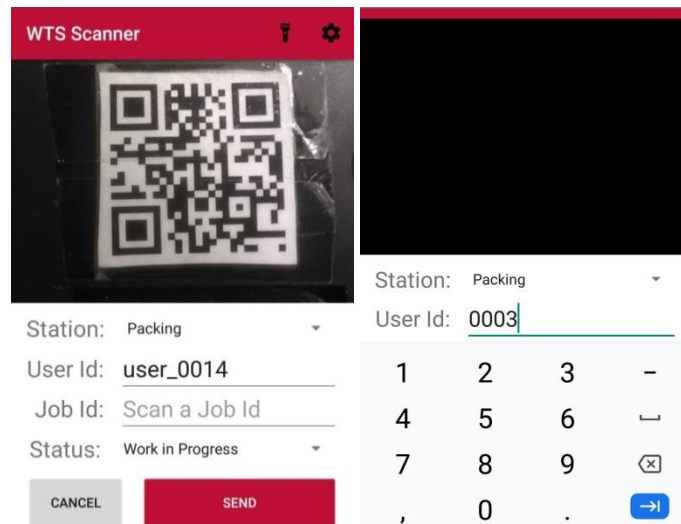 WTS Scanner
Station: Packing
User Id: user_0014
Job Id: Scan a Job Id
Status: Work in Progress
CANCEL SEND
Station: Packing
User Id: 0003
1 2 3 -
4 5 6
7 8 9
, 0 .